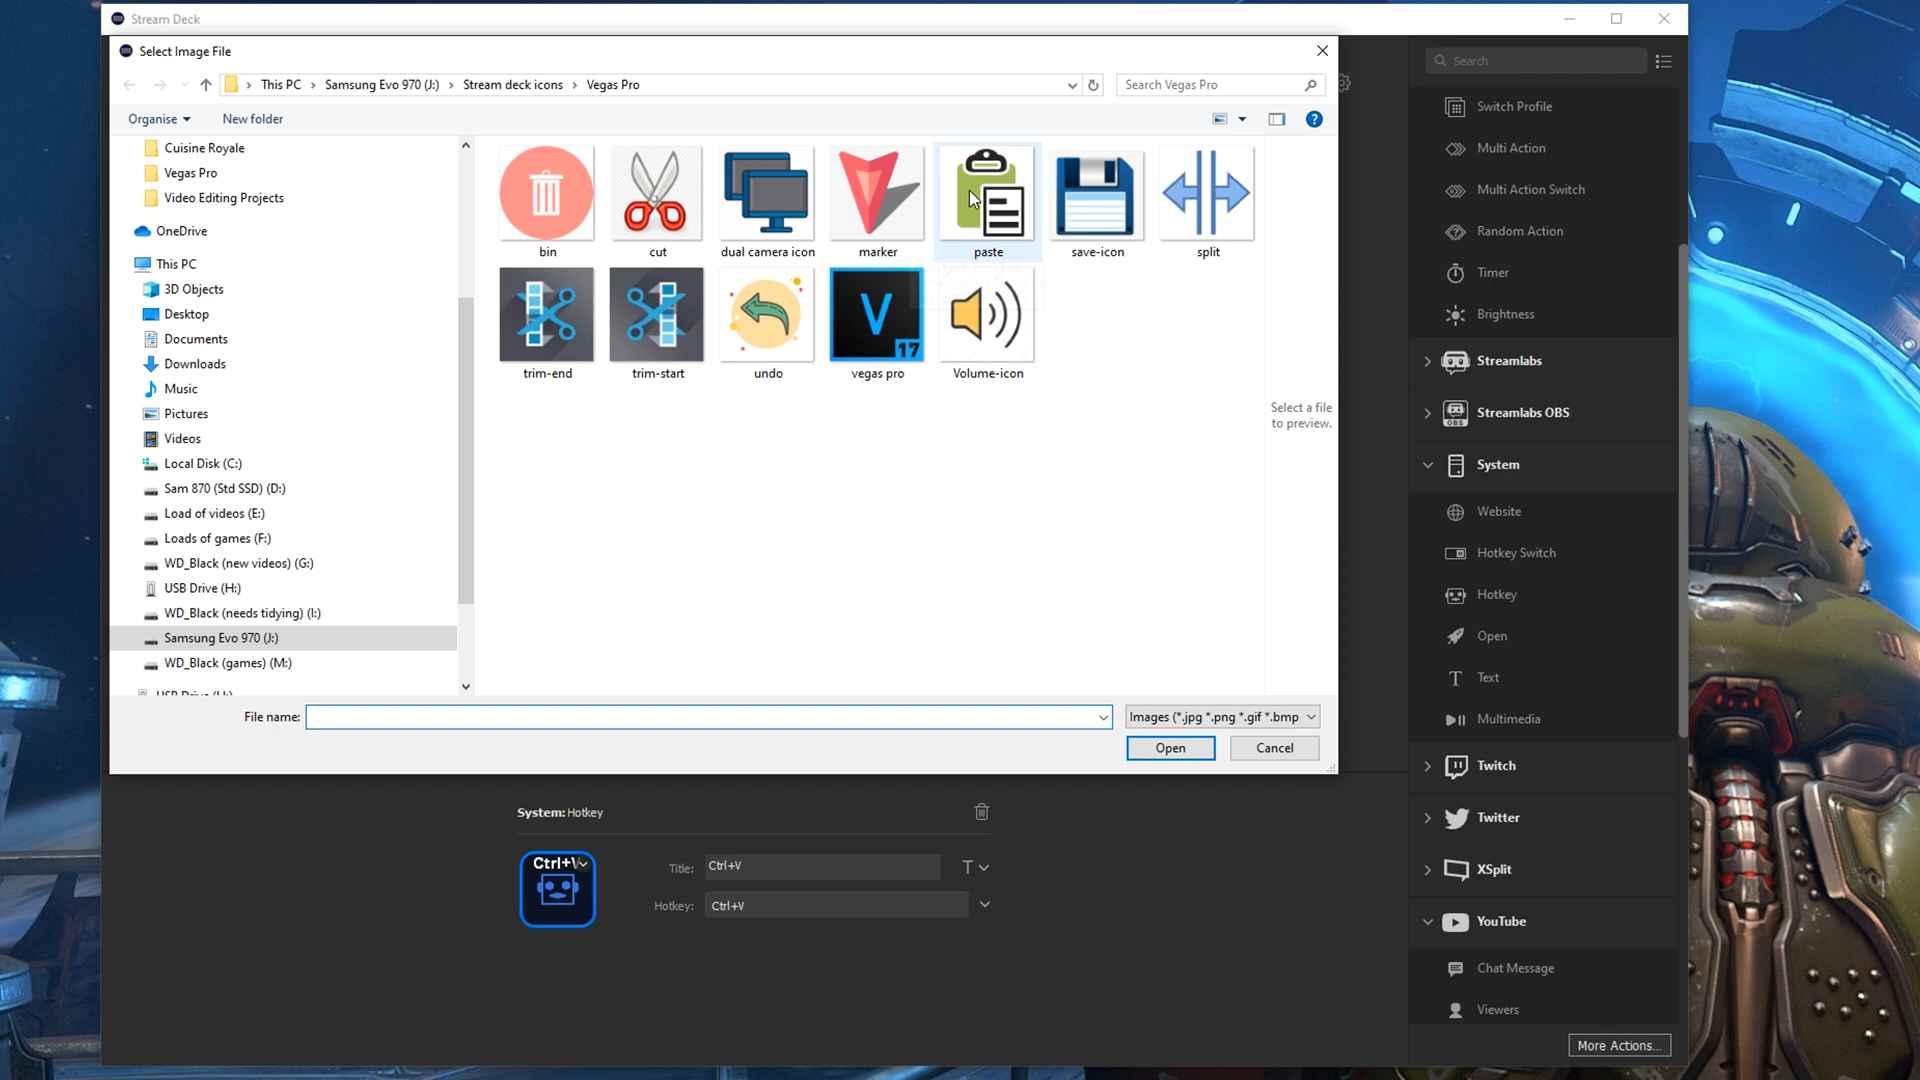 Stream Deck
Select Image File
This PC > Samsung Evo 970 (J:) > Stream deck icons > Vegas Pro
Search Vegas Pro
Organise
New folder
Cuisine Royale
Vegas Pro
Video Editing Projects
OneDrive
This PC
3D Objects
Desktop
Documents
Downloads
Music
Pictures
Videos
Local Disk (C:)
Sam 870 (Std SSD) (D:)
Load of videos (E:)
Loads of games (F:)
WD_Black (new videos) (G:)
USB Drive (H:)
WD_Black (needs tidying) (I:)
Samsung Evo 970 (J:)
WD_Black (games) (M:)
bin
cut
dual camera icon
marker
paste
save-icon
split
V
17
trim-end
trim-start
undo
vegas pro
Volume-icon
Select a file
to preview.
File name:
Images (*.jpg *.png *.gif *.bmp
Open
Cancel
System: Hotkey
Ctrl+V
Title:
Ctrl+V
T
Hotkey:
Ctrl+V
Search
Switch Profile
Multi Action
Multi Action Switch
Random Action
Timer
Brightness
Streamlabs
OBS
Streamlabs OBS
System
Website
Hotkey Switch
Hotkey
Open
Text
Multimedia
Twitch
Twitter
XSplit
YouTube
Chat Message
Viewers
More Actions...